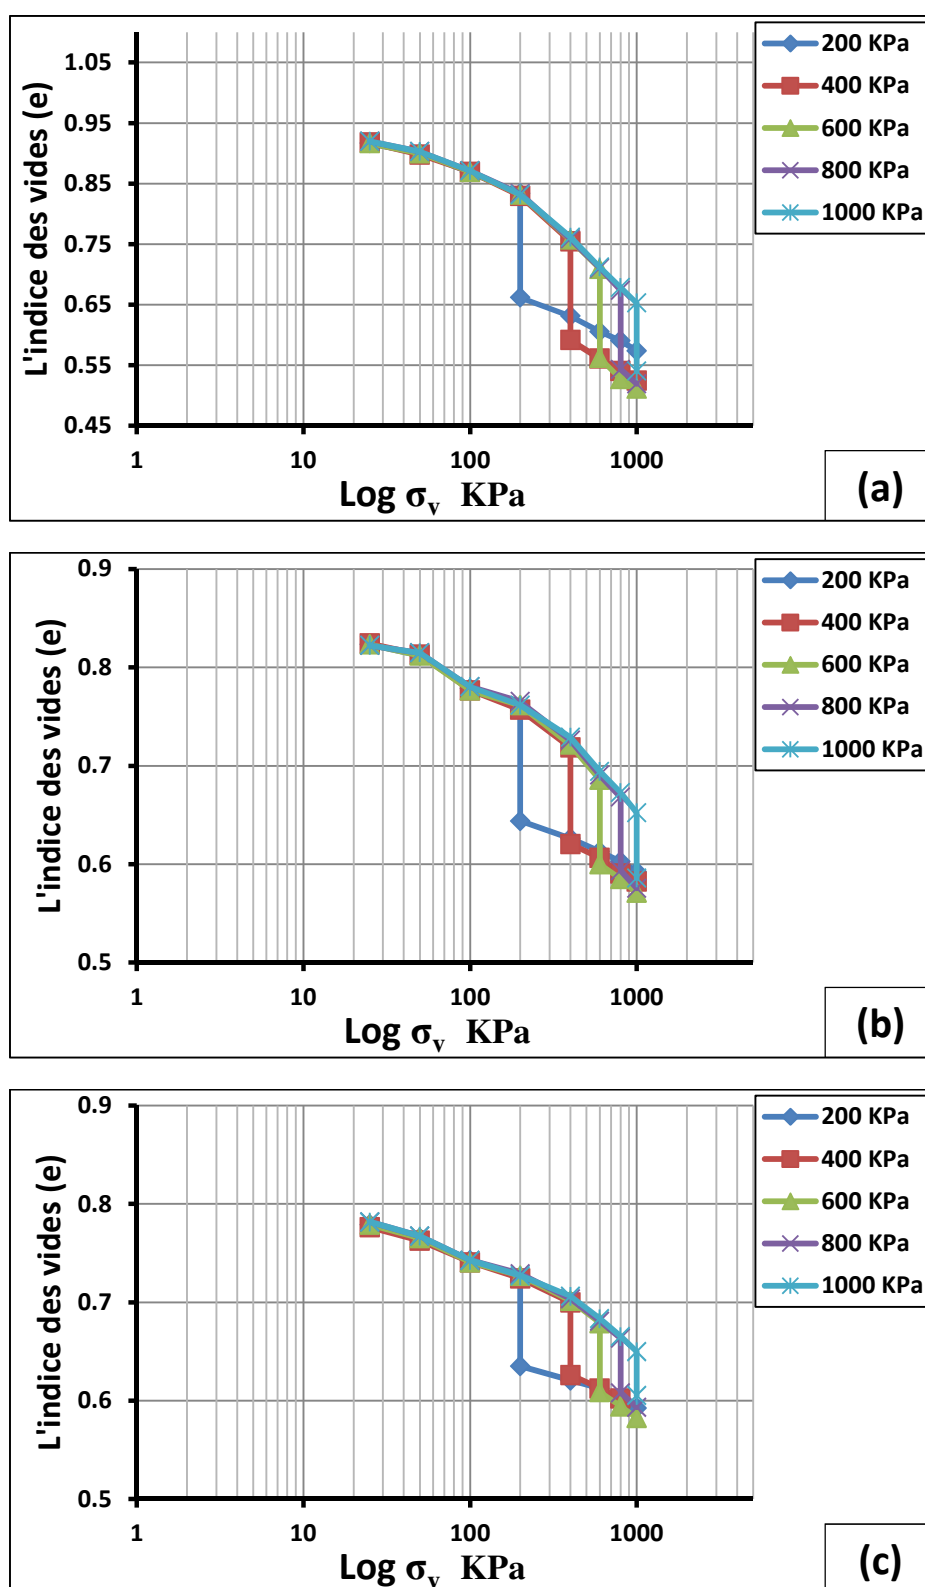 1.05
0.95
0.85
0.75
0.65
0.55
0.45
L'indice des vides (e)
1 10 100 1000
Log σv KPa
200 KPa
400 KPa
600 KPa
800 KPa
1000 KPa
(a)
0.9
0.8
0.7
0.6
0.5
L'indice des vides (e)
1 10 100 1000
Log σv KPa
200 KPa
400 KPa
600 KPa
800 KPa
1000 KPa
(b)
0.9
0.8
0.7
0.6
0.5
L'indice des vides (e)
1 10 100 1000
Log σv KPa
200 KPa
400 KPa
600 KPa
800 KPa
1000 KPa
(c)